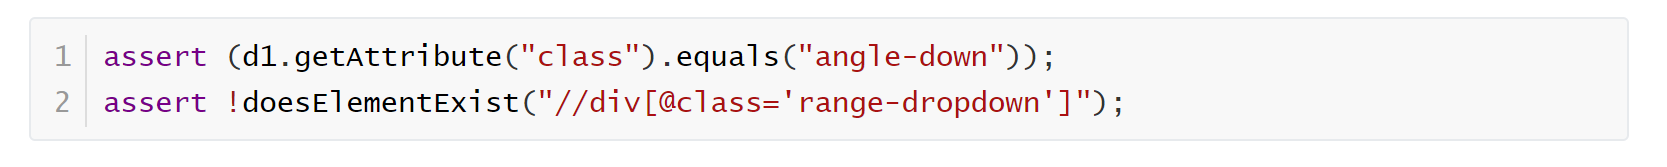 1 assert (d1.getAttribute("class").equals("angle-down"));
2 assert !doesElementExist("//div[@class='range-dropdown']");